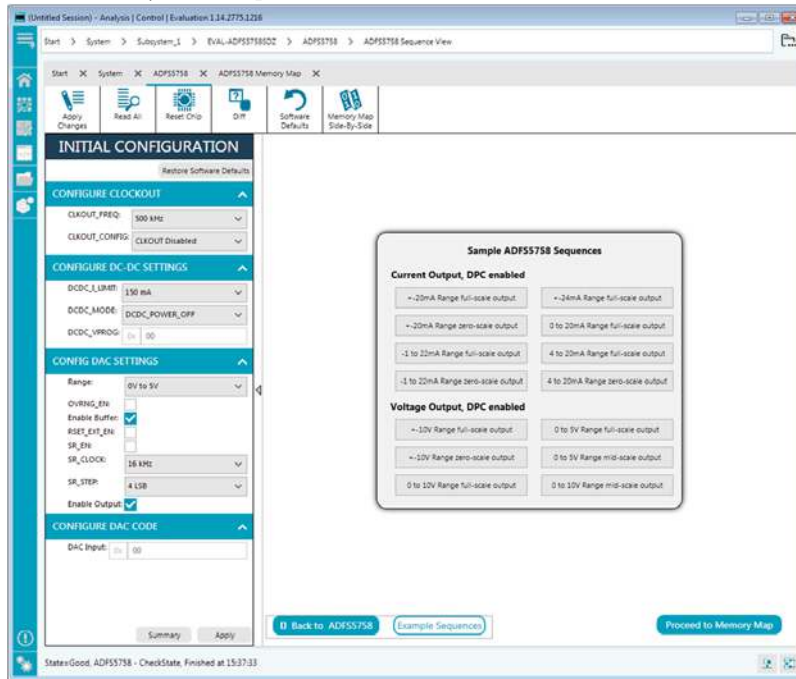 (Untitled Session) - Analysis | Control | Evaluation 1.14.2775.1216
Start > System > Subsystem_1 > EVAL-ADFS5758SDZ > ADFS5758 > ADFS5758 Sequence View
Start X System X ADFS5758 X ADFS5758 Memory Map X
Apply Changes
Read All
Reset Chip
Diff
Software Defaults
Memory Map Side-By-Side
INITIAL CONFIGURATION
Restore Software Defaults
CONFIGURE CLOCKOUT
CLKOUT_FREQ: 500 kHz
CLKOUT_CONFIG: CLKOUT Disabled
CONFIGURE DC-DC SETTINGS
DCDC_I_LIMIT: 150 mA
DCDC_MODE: DCDC_POWER_OFF
DCDC_VPROG: 0x 00
CONFIG DAC SETTINGS
Range: 0V to 5V
OVRNG_EN:
Enable Buffer:
RSET_EXT_EN:
SR_EN:
SR_CLOCK: 16 kHz
SR_STEP: 4 LSB
Enable Output:
CONFIGURE DAC CODE
DAC Input: 0x 00
Summary Apply
Sample ADFS5758 Sequences
Current Output, DPC enabled
+-20mA Range full-scale output +-24mA Range full-scale output
+-20mA Range zero-scale output 0 to 20mA Range full-scale output
-1 to 22mA Range full-scale output 4 to 20mA Range full-scale output
-1 to 22mA Range zero-scale output 4 to 20mA Range zero-scale output
Voltage Output, DPC enabled
+-10V Range full-scale output 0 to 5V Range full-scale output
+-10V Range zero-scale output 0 to 5V Range mid-scale output
0 to 10V Range full-scale output 0 to 10V Range mid-scale output
Back to ADFS5758 Example Sequences Proceed to Memory Map
State=Good, ADFS5758 - CheckState, Finished at 15:37:33